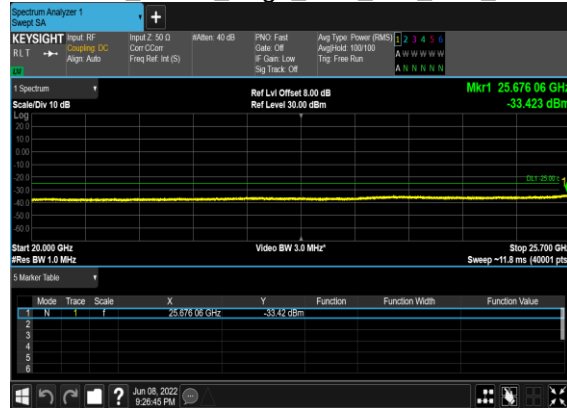 Spectrum Analyzer 1
Swept SA
+
KEYSIGHT Input: RF Input Z: 50 Ω #Atten: 40 dB PNO: Fast Avg Type: Power (RMS) 1 2 3 4 5 6
RLT Coupling: DC Corr CCorr Gate: Off Avg|Hold: 100/100 A W W W W W
Align: Auto Freq Ref: Int (S) IF Gain: Low Trig: Free Run
Sig Track: Off A N N N N N
1 Spectrum Ref Lvl Offset 8.00 dB Mkr1 25.676 06 GHz
Scale/Div 10 dB Ref Level 30.00 dBm -33.423 dBm
Log
20.0
10.0
0.00
-10.0
-20.0
DL1 -25.00
-30.0
-40.0
-50.0
-60.0
Start 20.000 GHz Video BW 3.0 MHz* Stop 25.700 GH
#Res BW 1.0 MHz Sweep ~11.8 ms (40001 pts
5 Marker Table
Mode Trace Scale X Y Function Function Width Function Value
1 N 1 f 25.676 06 GHz -33.42 dBm
2
3
4
5
6
? Jun 08, 2022
9:26:45 PM